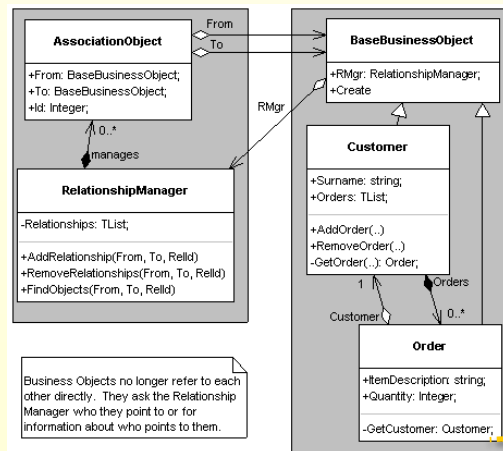 AssociationObject
+From: BaseBusinessObject;
+To: BaseBusinessObject;
+Id: Integer;
From
To
BaseBusinessObject
+RMgr: RelationshipManager;
+Create
RMgr
0..*
manages
RelationshipManager
-Relationships: TList;
+AddRelationship(From, To, RelId)
+RemoveRelationships(From, To, RelId)
+FindObjects(From, To, RelId)
Customer
+Surname: string;
+Orders: TList;
+AddOrder(..)
+RemoveOrder(..)
-GetOrder(..): Order;
1
Orders
Customer
0..*
Order
+ItemDescription: string;
+Quantity: Integer;
-GetCustomer: Customer;
Business Objects no longer refer to each
other directly. They ask the Relationship
Manager who they point to or for
information about who points to them.